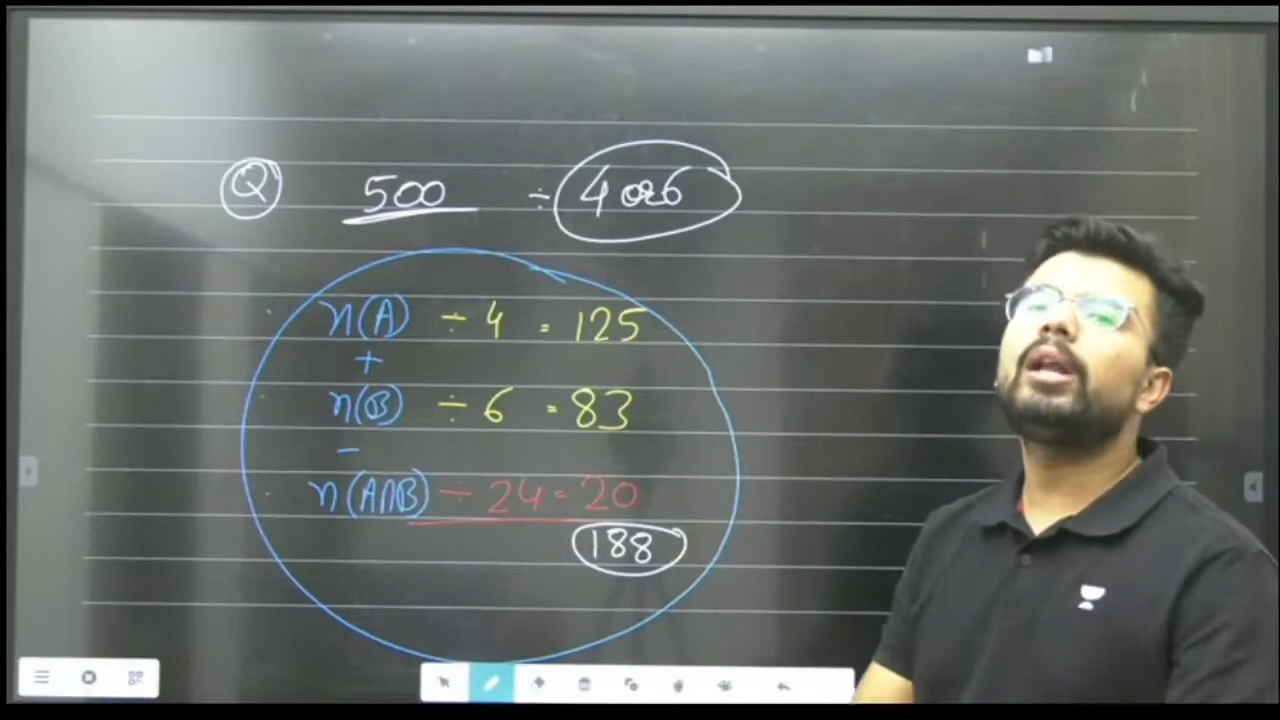 Q 500 ÷ 4 or 6
n(A) ÷ 4 = 125
+
n(B) ÷ 6 = 83
-
n(A∩B) ÷ 24 = 20
188